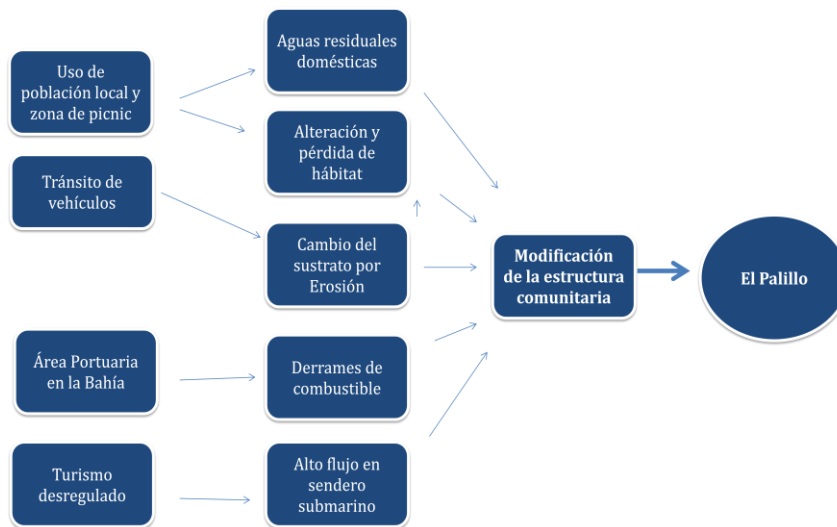 Uso de
población local y
zona de picnic
Tránsito de
vehículos
Área Portuaria
en la Bahía
Turismo
desregulado
Aguas residuales
domésticas
Alteración y
pérdida de
hábitat
Cambio del
sustrato por
Erosión
Derrames de
combustible
Alto flujo en
sendero
submarino
Modificación
de la estructura
comunitaria
El Palillo